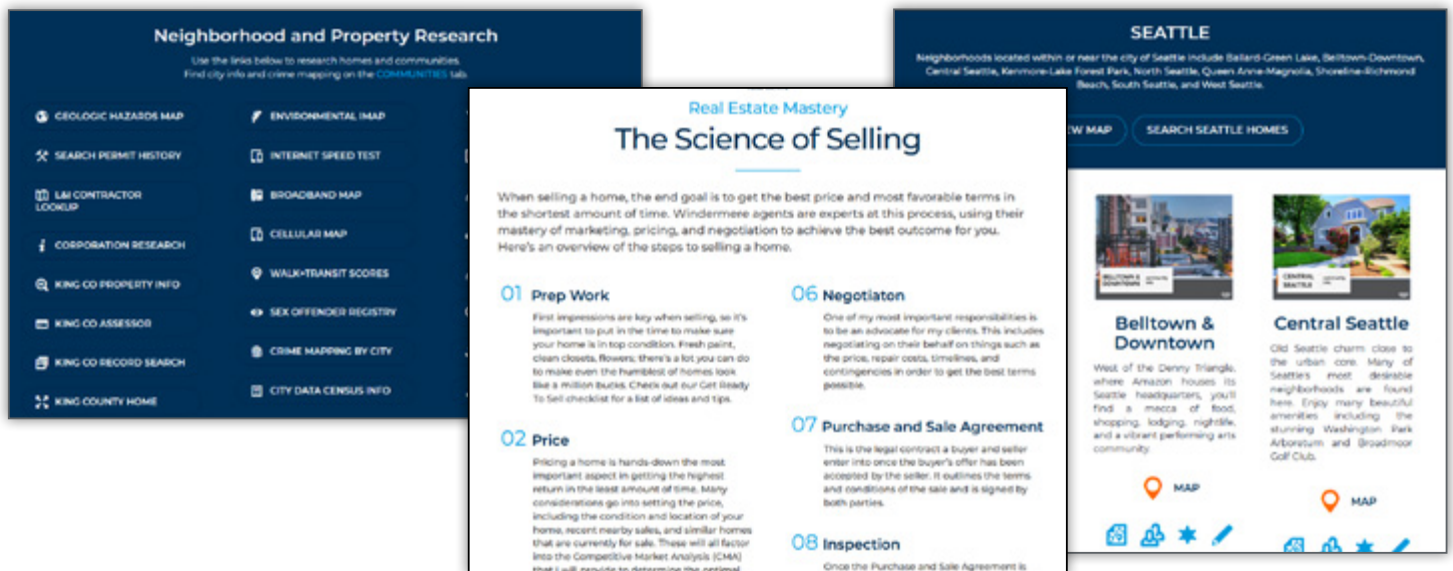 Neighborhood and Property Research
Use the links below to research homes and communities.
Find city info and crime mapping on the COMMUNITIES tab.
GEOLOGIC HAZARDS MAP
SEARCH PERMIT HISTORY
L&I CONTRACTOR
LOOKUP
CORPORATION RESEARCH
KING CO PROPERTY INFO
KING CO ASSESSOR
KING CO RECORD SEARCH
KING COUNTY HOME
ENVIRONMENTAL IMAP
INTERNET SPEED TEST
BROADBAND MAP
CELLULAR MAP
WALK+TRANSIT SCORES
SEX OFFENDER REGISTRY
CRIME MAPPING BY CITY
CITY DATA CENSUS INFO
Real Estate Mastery
The Science of Selling
When selling a home, the end goal is to get the best price and most favorable terms in
the shortest amount of time. Windermere agents are experts at this process, using their
mastery of marketing, pricing, and negotiation to achieve the best outcome for you.
Here's an overview of the steps to selling a home.
01 Prep Work
First impressions are key when selling, so it's
important to put in the time to make sure
your home is in top condition. Fresh paint,
clean closets, flowers; there's a lot you can do
to make even the humblest of homes look
like a million bucks. Check out our Get Ready
To Sell checklist for a list of ideas and tips.
02 Price
Pricing a home is hands-down the most
important aspect in getting the highest
return in the least amount of time. Many
considerations go into setting the price,
including the condition and location of your
home, recent nearby sales, and similar homes
that are currently for sale. These will all factor
into the Competitive Market Analysis (CMA)
that I will provide to determine the optimal
06 Negotiaton
One of my most important responsibilities is
to be an advocate for my clients. This includes
negotiating on their behalf on things such as
the price, repair costs, timelines, and
contingencies in order to get the best terms
possible.
07 Purchase and Sale Agreement
This is the legal contract a buyer and seller
enter into once the buyer's offer has been
accepted by the seller. It outlines the terms
and conditions of the sale and is signed by
both parties.
08 Inspection
Once the Purchase and Sale Agreement is
SEATTLE
Neighborhoods located within or near the city of Seattle include Ballard-Green Lake, Belltown-Downtown,
Central Seattle, Kenmore-Lake Forest Park, North Seattle, Queen Anne-Magnolia, Shoreline-Richmond
Beach, South Seattle, and West Seattle.
EW MAP
SEARCH SEATTLE HOMES
BELLTOWN &
DOWNTOWN
Belltown &
Downtown
West of the Denny Triangle,
where Amazon houses its
Seattle headquarters, you'll
find a mecca of food,
shopping, lodging, nightlife,
and a vibrant performing arts
community.
MAP
CENTRAL
SEATTLE
Central Seattle
Old Seattle charm close to
the urban core. Many of
Seattle's most desirable
neighborhoods are found
here. Enjoy many beautiful
amenities including the
stunning Washington Park
Arboretum and Broadmoor
Golf Club.
MAP